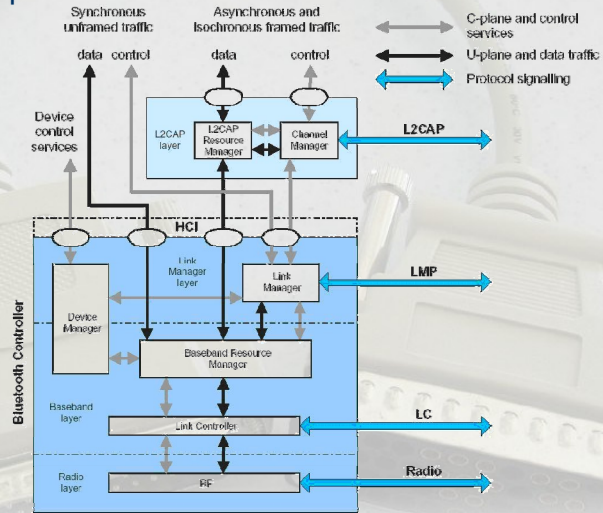 Synchronous
unframed traffic
Asynchronous and
isochronous framed traffic
C-plane and control
services
U-plane and data traffic
Protocol signalling
data
control
data
control
Device
control
services
L2CAP
layer
L2CAP
Resource
Manager
Channel
Manager
L2CAP
HCI
Link
Manager
layer
Link
Manager
LMP
Device
Manager
Bluetooth Controller
Baseband Resource
Manager
Baseband
layer
Link Controller
LC
Radio
layer
RF
Radio